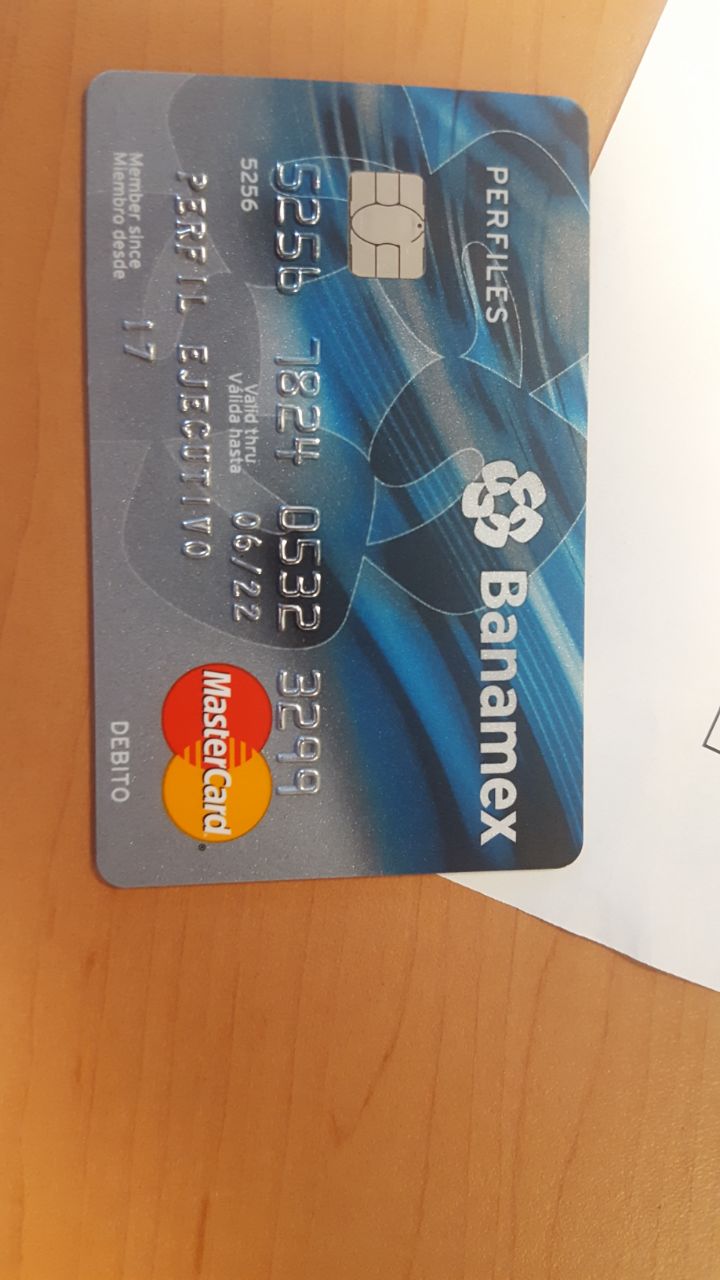 PERFILES Banamex
5256 7824 0532 3299
5256 Valid thru 06/22
Válida hasta
MasterCard
PERFIL EJECUTIVO
Member since 17
Miembro desde
DEBITO